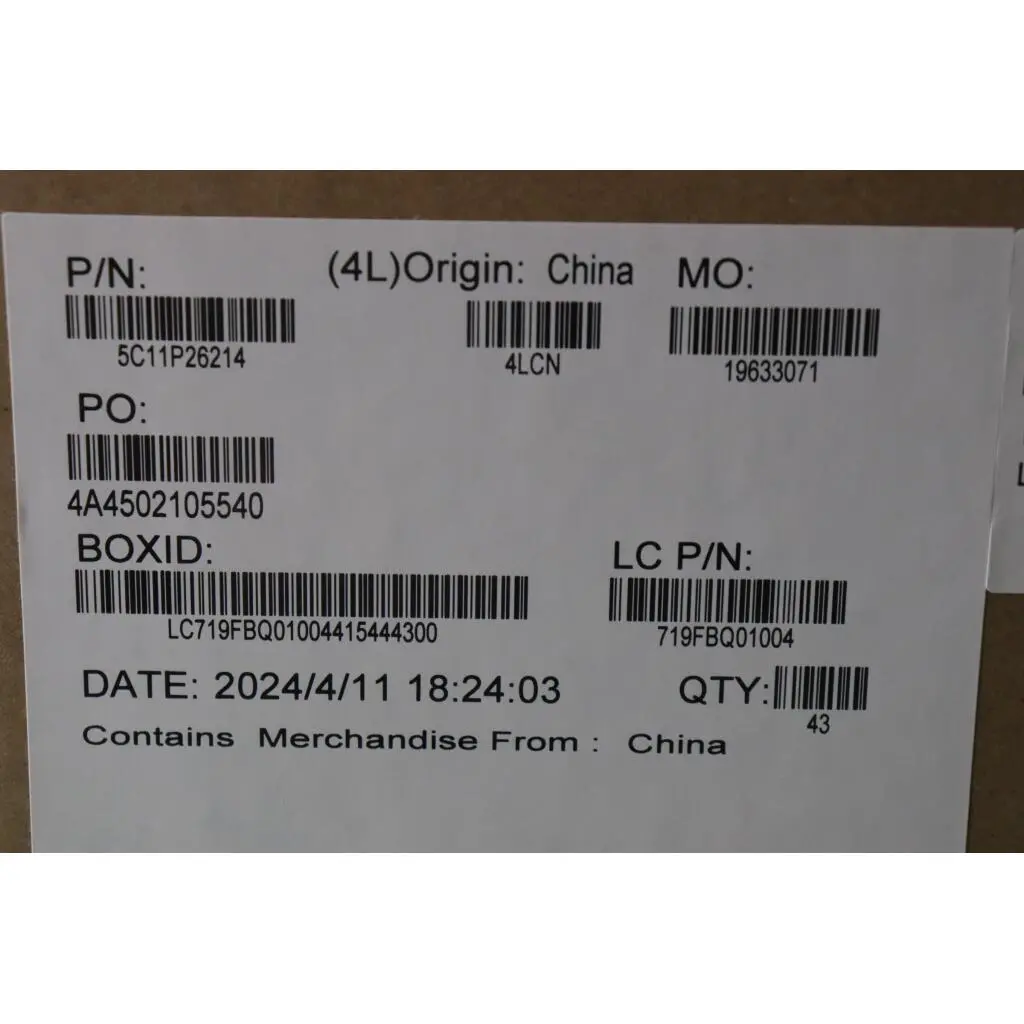 P/N: (4L)Origin: China MO:
5C11P26214 4LCN 19633071
PO:
4A4502105540
BOXID: LC P/N:
LC719FBQ01004415444300 719FBQ01004
DATE: 2024/4/11 18:24:03 QTY:
43
Contains Merchandise From : China